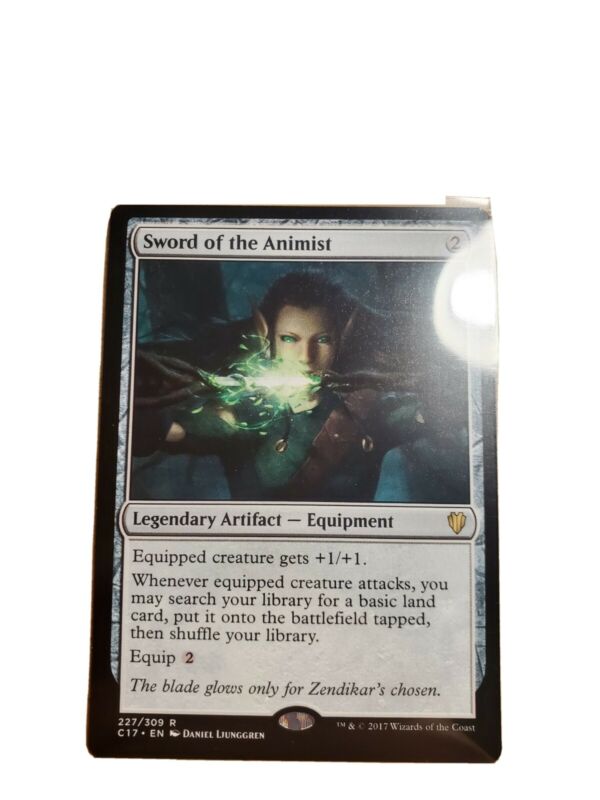 Sword of the Animist 2
Legendary Artifact — Equipment
Equipped creature gets +1/+1.
Whenever equipped creature attacks, you
may search your library for a basic land
card, put it onto the battlefield tapped,
then shuffle your library.
Equip 2
The blade glows only for Zendikar's chosen.
227/309 R
C17 • EN Daniel Ljunggren
™ & © 2017 Wizards of the Coast